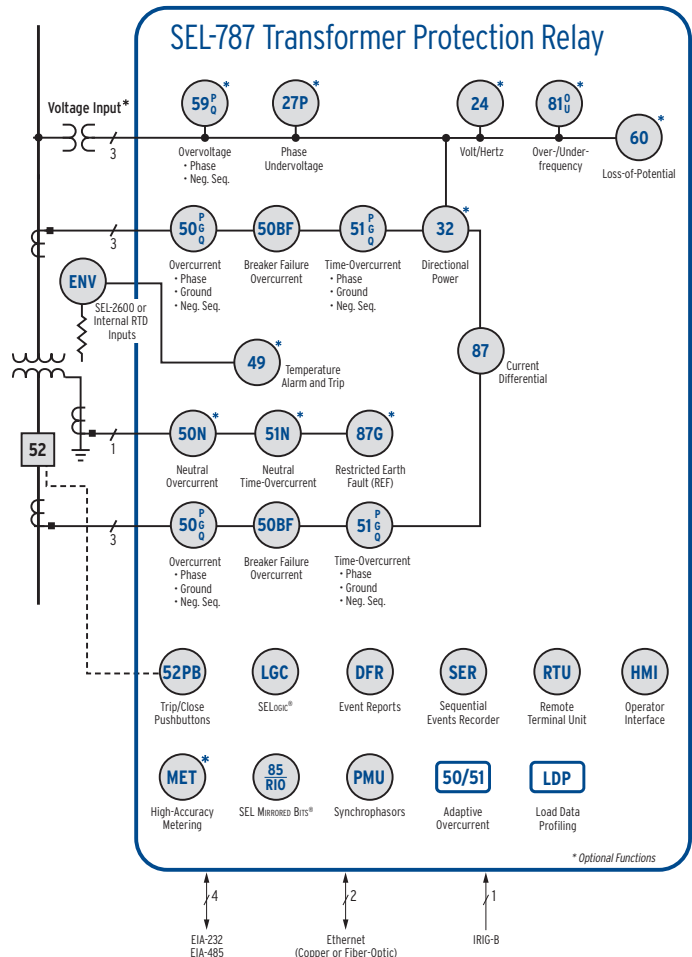 SEL-787 Transformer Protection Relay
Voltage Input*
3
59 P Q *
Overvoltage
• Phase
• Neg. Seq.
27P *
Phase
Undervoltage
24 *
Volt/Hertz
81 O U *
Over-/Under-
frequency
60 *
Loss-of-Potential
3
50 P G Q
Overcurrent
• Phase
• Ground
• Neg. Seq.
50BF
Breaker Failure
Overcurrent
51 P G Q *
Time-Overcurrent
• Phase
• Ground
• Neg. Seq.
32 *
Directional
Power
ENV
SEL-2600 or
Internal RTD
Inputs
49 *
Temperature
Alarm and Trip
87
Current
Differential
52
1
50N *
Neutral
Overcurrent
51N *
Neutral
Time-Overcurrent
87G *
Restricted Earth
Fault (REF)
3
50 P G Q
Overcurrent
• Phase
• Ground
• Neg. Seq.
50BF
Breaker Failure
Overcurrent
51 P G Q *
Time-Overcurrent
• Phase
• Ground
• Neg. Seq.
52PB
Trip/Close
Pushbuttons
LGC
SELOGIC®
DFR
Event Reports
SER
Sequential
Events Recorder
RTU
Remote
Terminal Unit
HMI
Operator
Interface
MET *
High-Accuracy
Metering
85
RIO
SEL MIRRORED BITS®
PMU
Synchrophasors
50/51
Adaptive
Overcurrent
LDP
Load Data
Profiling
* Optional Functions
4
EIA-232
EIA-485
2
Ethernet
(Copper or Fiber-Optic)
1
IRIG-B